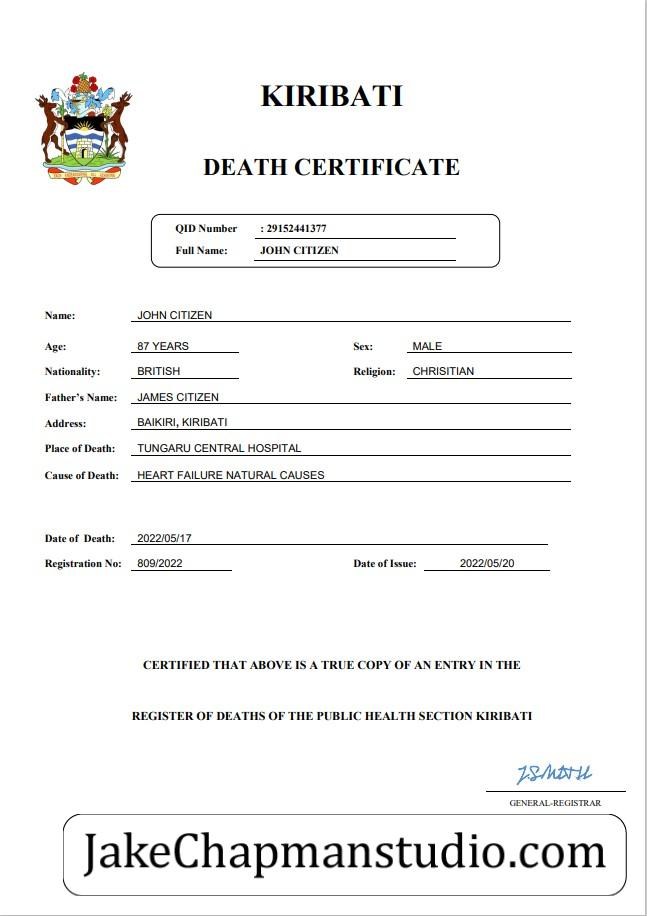 KIRIBATI
DEATH CERTIFICATE
QID Number : 29152441377
Full Name: JOHN CITIZEN
Name: JOHN CITIZEN
Age: 87 YEARS Sex: MALE
Nationality: BRITISH Religion: CHRISITIAN
Father's Name: JAMES CITIZEN
Address: BAIKIRI, KIRIBATI
Place of Death: TUNGARU CENTRAL HOSPITAL
Cause of Death: HEART FAILURE NATURAL CAUSES
Date of Death: 2022/05/17
Registration No: 809/2022 Date of Issue: 2022/05/20
CERTIFIED THAT ABOVE IS A TRUE COPY OF AN ENTRY IN THE
REGISTER OF DEATHS OF THE PUBLIC HEALTH SECTION KIRIBATI
GENERAL-REGISTRAR
JakeChapmanstudio.com